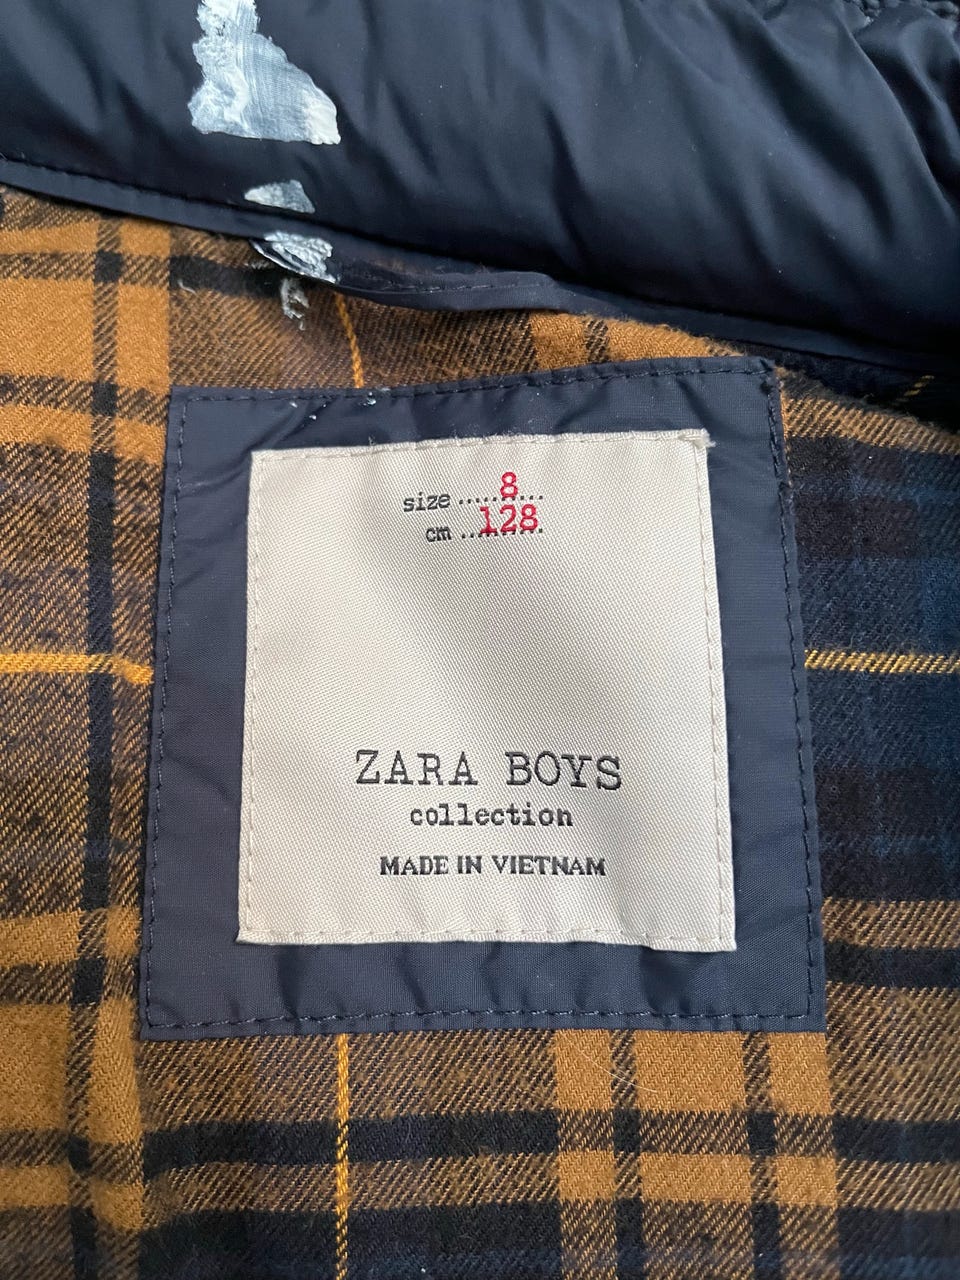 size ........8....
cm ...128.
ZARA BOYS
collection
MADE IN VIETNAM